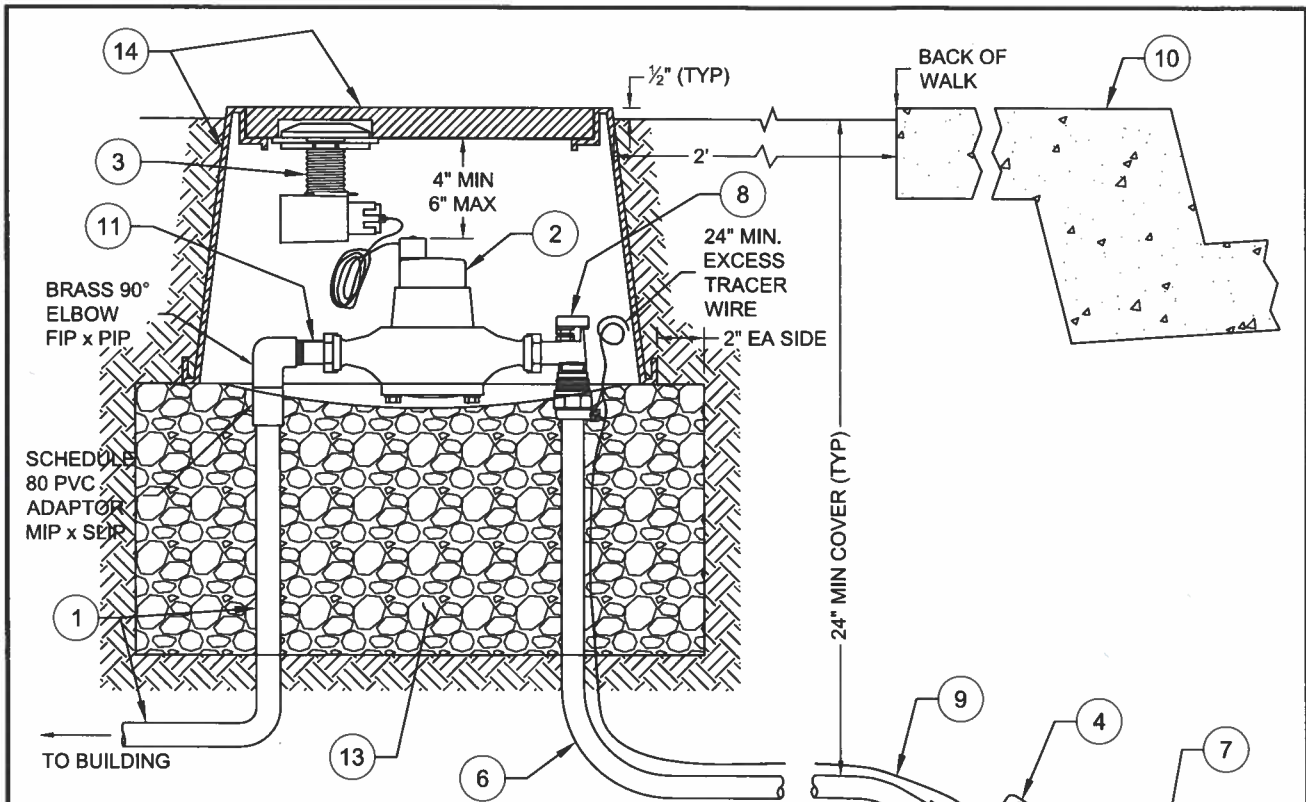 14
½" (TYP)
BACK OF
WALK
10
3
2'
4" MIN
6" MAX
8
11
2
24" MIN.
EXCESS
TRACER
WIRE
BRASS 90°
ELBOW
FIP x PIP
2" EA SIDE
SCHEDULE
80 PVC
ADAPTOR
MIP x SLIP
24" MIN COVER (TYP)
1
9
4
7
TO BUILDING
13
6